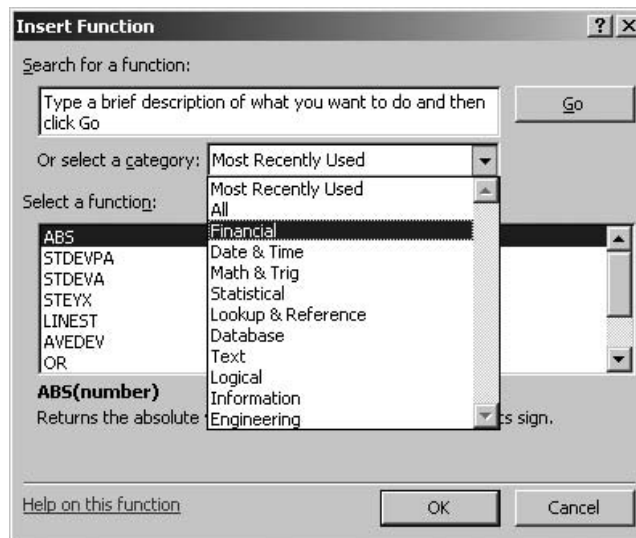 Insert Function
Search for a function:
Type a brief description of what you want to do and then
click Go
Go
Or select a category: Most Recently Used
Most Recently Used
All
Financial
Date & Time
Math & Trig
Statistical
Lookup & Reference
Database
Text
Logical
Information
Engineering
Select a function:
ABS
STDEVPA
STDEVA
STEYX
LINEST
AVEDEV
OR
ABS(number)
Returns the absolute ts sign.
Help on this function
OK
Cancel